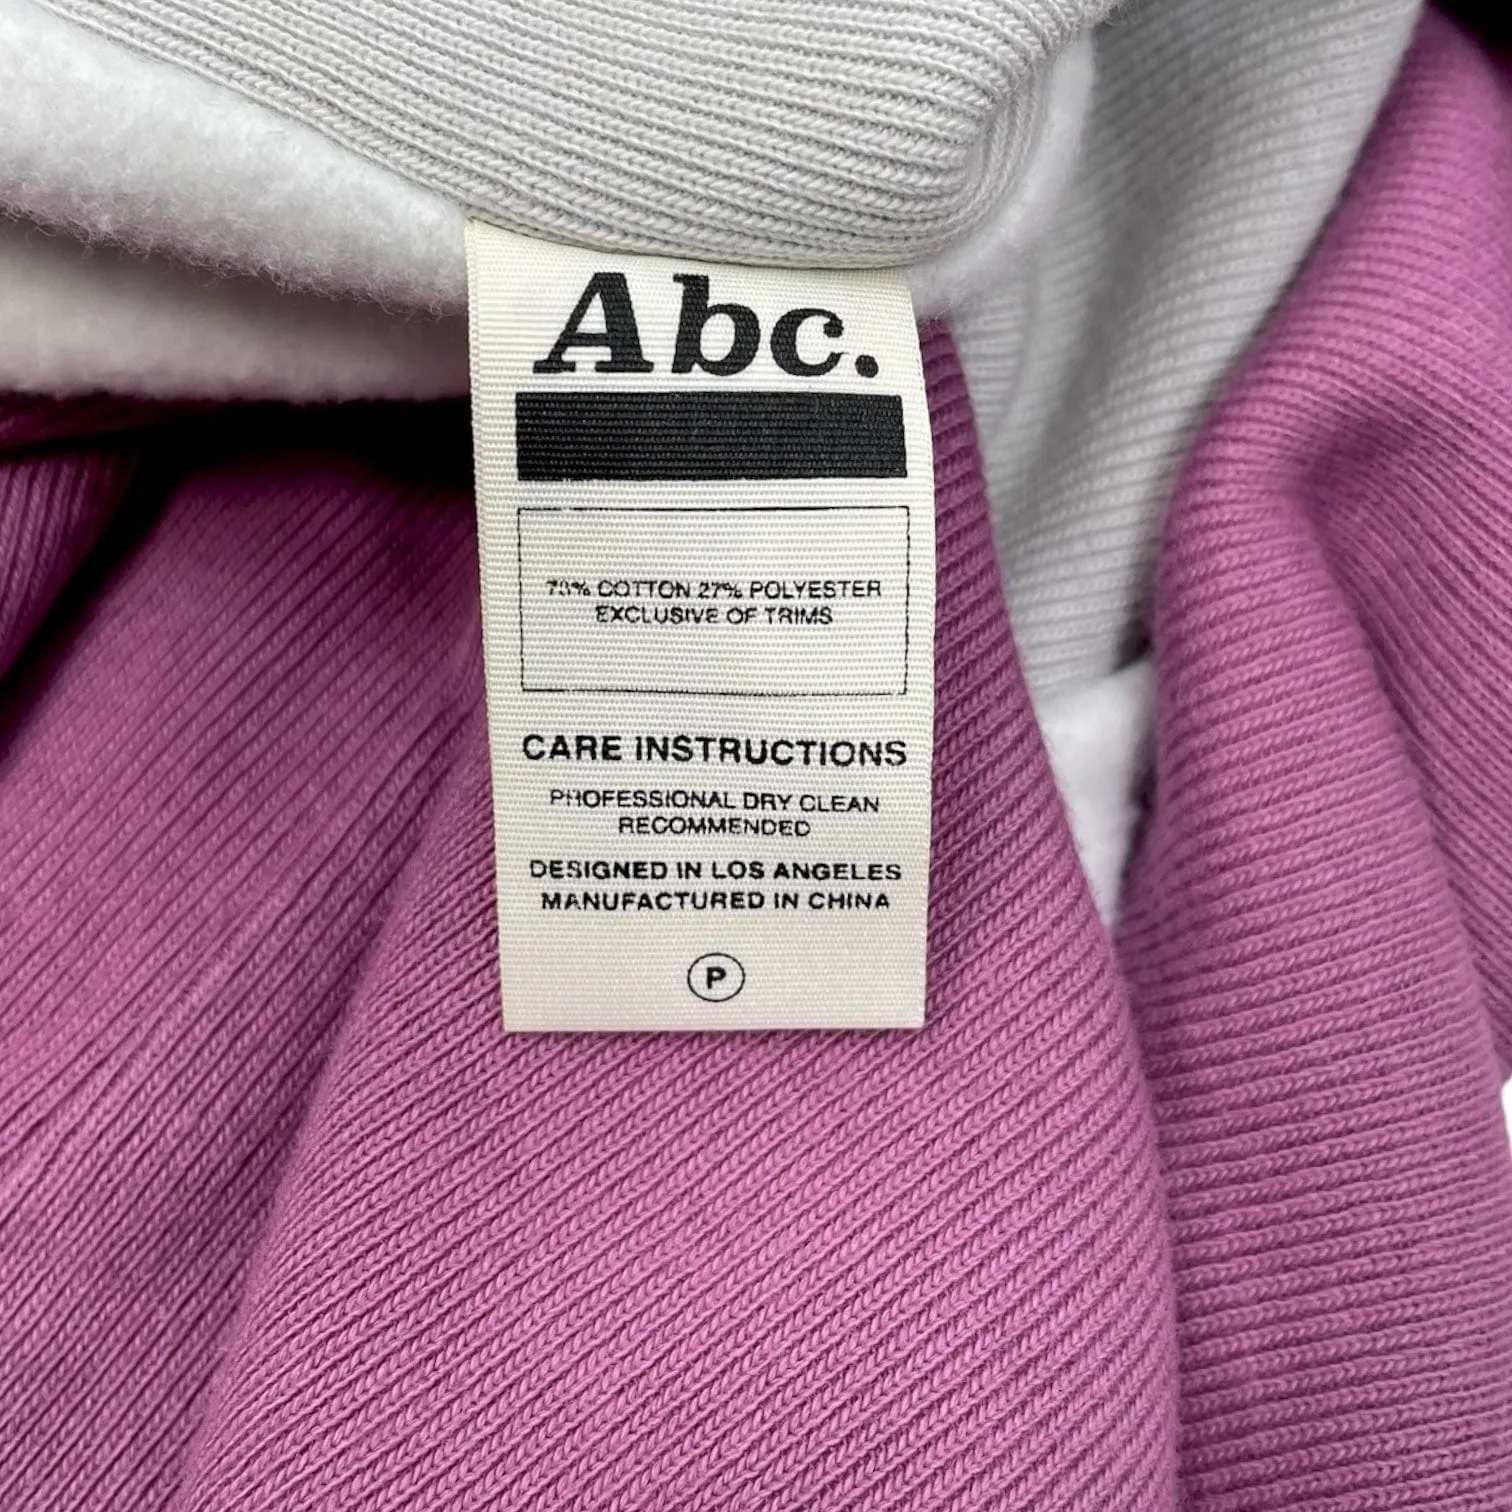 Abc.
73% COTTON 27% POLYESTER
EXCLUSIVE OF TRIMS
CARE INSTRUCTIONS
PROFESSIONAL DRY CLEAN
RECOMMENDED
DESIGNED IN LOS ANGELES
MANUFACTURED IN CHINA
P